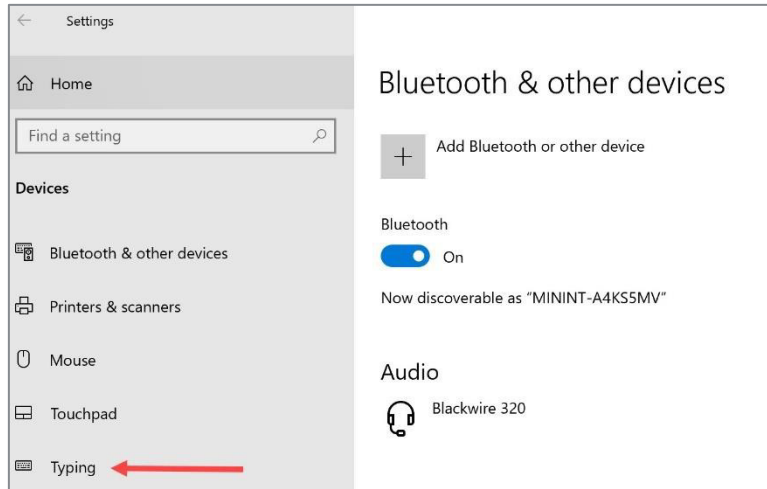 Settings
Home
Find a setting
Devices
Bluetooth & other devices
Printers & scanners
Mouse
Touchpad
Typing
Bluetooth & other devices
Add Bluetooth or other device
Bluetooth
On
Now discoverable as “MININT-A4KS5MV”
Audio
Blackwire 320